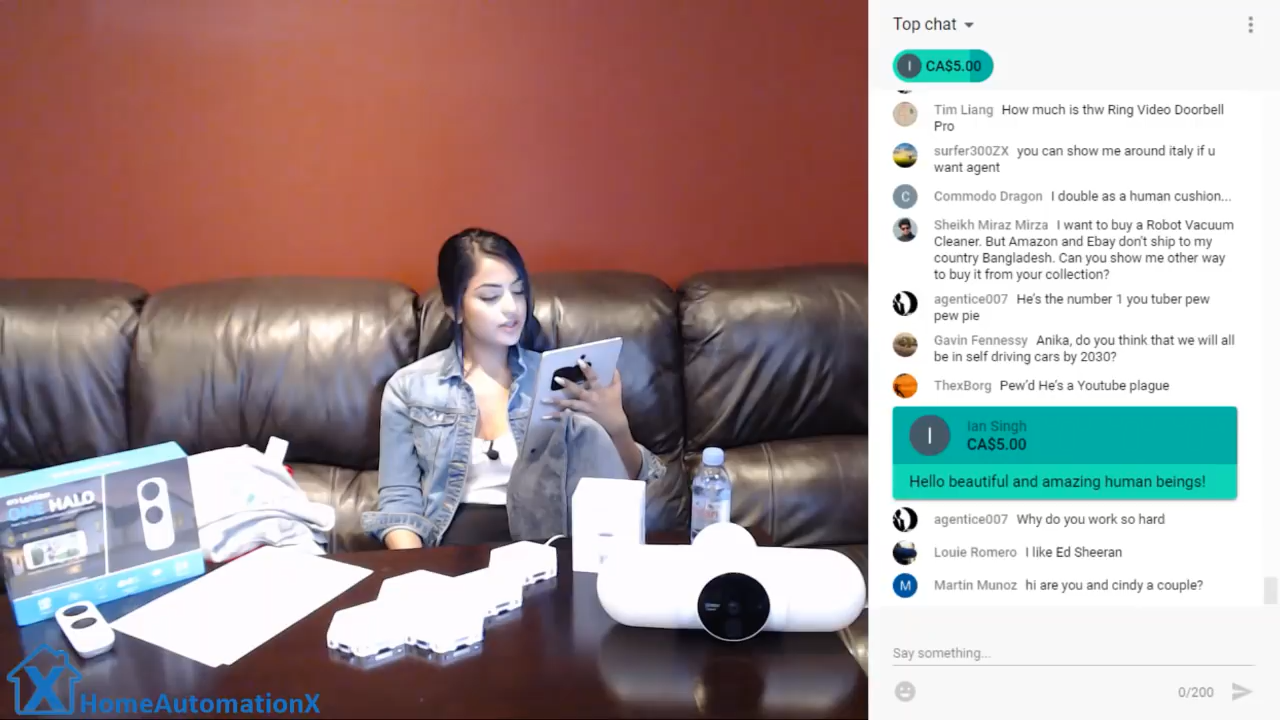 Top chat
I CA$5.00
Tim Liang How much is thw Ring Video Doorbell
Pro
surfer300ZX you can show me around italy if u
want agent
C Commodo Dragon I double as a human cushion...
Sheikh Miraz Mirza I want to buy a Robot Vacuum
Cleaner. But Amazon and Ebay don't ship to my
country Bangladesh. Can you show me other way
to buy it from your collection?
agentice007 He's the number 1 you tuber pew
pew pie
Gavin Fennessy Anika, do you think that we will all
be in self driving cars by 2030?
ThexBorg Pew'd He's a Youtube plague
I Ian Singh
CA$5.00
Hello beautiful and amazing human beings!
agentice007 Why do you work so hard
Louie Romero I like Ed Sheeran
M Martin Munoz hi are you and cindy a couple?
Say something...
0/200
ONE HALO
X HomeAutomationX